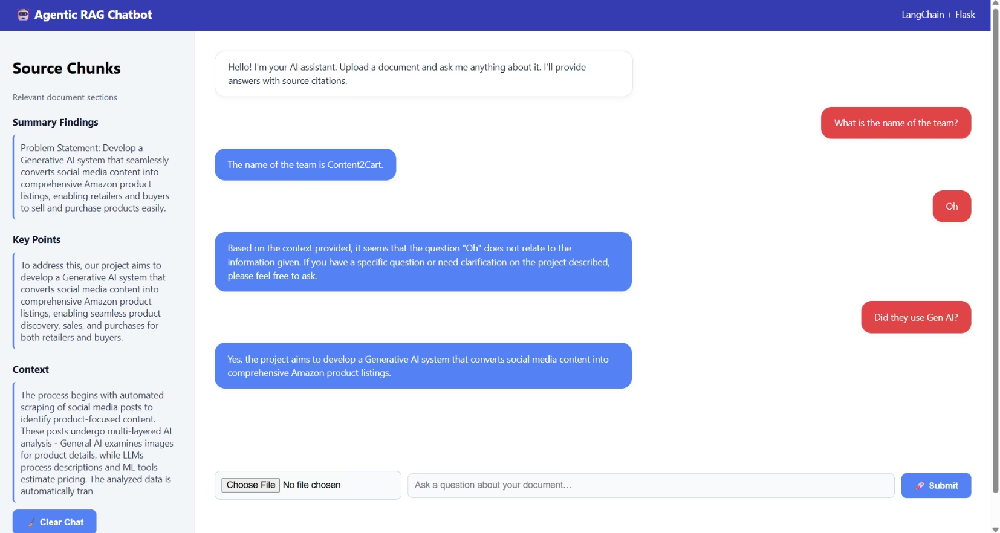 Agentic RAG Chatbot
LangChain + Flask
Source Chunks
Relevant document sections
Summary Findings
Problem Statement: Develop a
Generative AI system that seamlessly
converts social media content into
comprehensive Amazon product
listings, enabling retailers and buyers
to sell and purchase products easily.
Key Points
To address this, our project aims to
develop a Generative AI system that
converts social media content into
comprehensive Amazon product
listings, enabling seamless product
discovery, sales, and purchases for
both retailers and buyers.
Context
The process begins with automated
scraping of social media posts to
identify product-focused content.
These posts undergo multi-layered AI
analysis - General AI examines images
for product details, while LLMs
process descriptions and ML tools
estimate pricing. The analyzed data is
automatically tran
Clear Chat
Hello! I'm your AI assistant. Upload a document and ask me anything about it. I'll provide
answers with source citations.
What is the name of the team?
The name of the team is Content2Cart.
Oh
Based on the context provided, it seems that the question "Oh" does not relate to the
information given. If you have a specific question or need clarification on the project described,
please feel free to ask.
Did they use Gen AI?
Yes, the project aims to develop a Generative AI system that converts social media content into
comprehensive Amazon product listings.
Choose File No file chosen
Ask a question about your document...
Submit